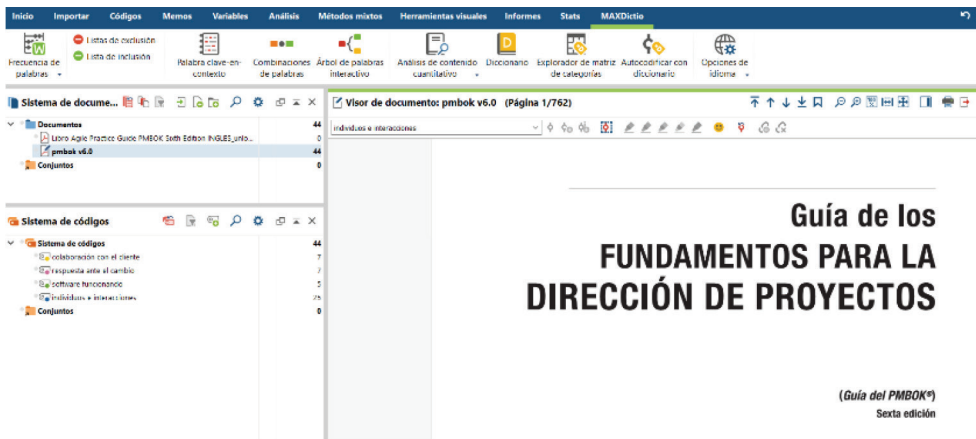 Inicio Importar Códigos Memos Variables Análisis Métodos mixtos Herramientas visuales Informes Stats MAXDictio
Frecuencia de palabras
Listas de exclusión
Lista de inclusión
Palabra clave-en-contexto
Combinaciones de palabras
Árbol de palabras interactivo
Análisis de contenido cuantitativo
Diccionario
Explorador de matriz de categorías
Autocodificar con diccionario
Opciones de idioma
Sistema de docume...
Documentos 44
Libro Agile Practice Guide PMBOK Sixth Edition INGLES_unlo... 0
pmbok v6.0 44
Conjuntos 0
Sistema de códigos
Sistema de códigos 44
colaboración con el cliente 7
respuesta ante el cambio 7
software funcionando 5
individuos e interacciones 25
Conjuntos 0
Visor de documento: pmbok v6.0 (Página 1/762)
individuos e interacciones
Guía de los
FUNDAMENTOS PARA LA
DIRECCIÓN DE PROYECTOS
(Guía del PMBOK®)
Sexta edición